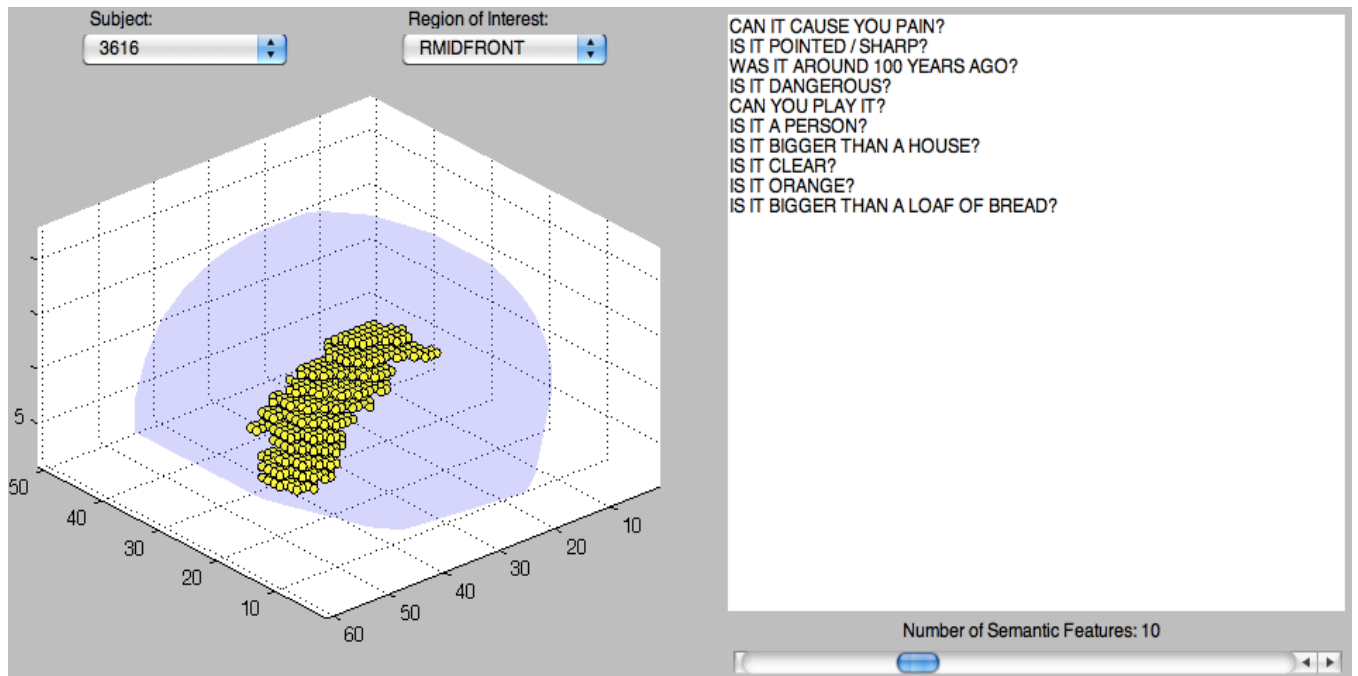 Subject:
Region of Interest:
3616
RMIDFRONT
CAN IT CAUSE YOU PAIN?
IS IT POINTED / SHARP?
WAS IT AROUND 100 YEARS AGO?
IS IT DANGEROUS?
CAN YOU PLAY IT?
IS IT A PERSON?
IS IT BIGGER THAN A HOUSE?
IS IT CLEAR?
IS IT ORANGE?
IS IT BIGGER THAN A LOAF OF BREAD?
5
50
40
30
20
10
60
50
40
30
20
10
Number of Semantic Features: 10